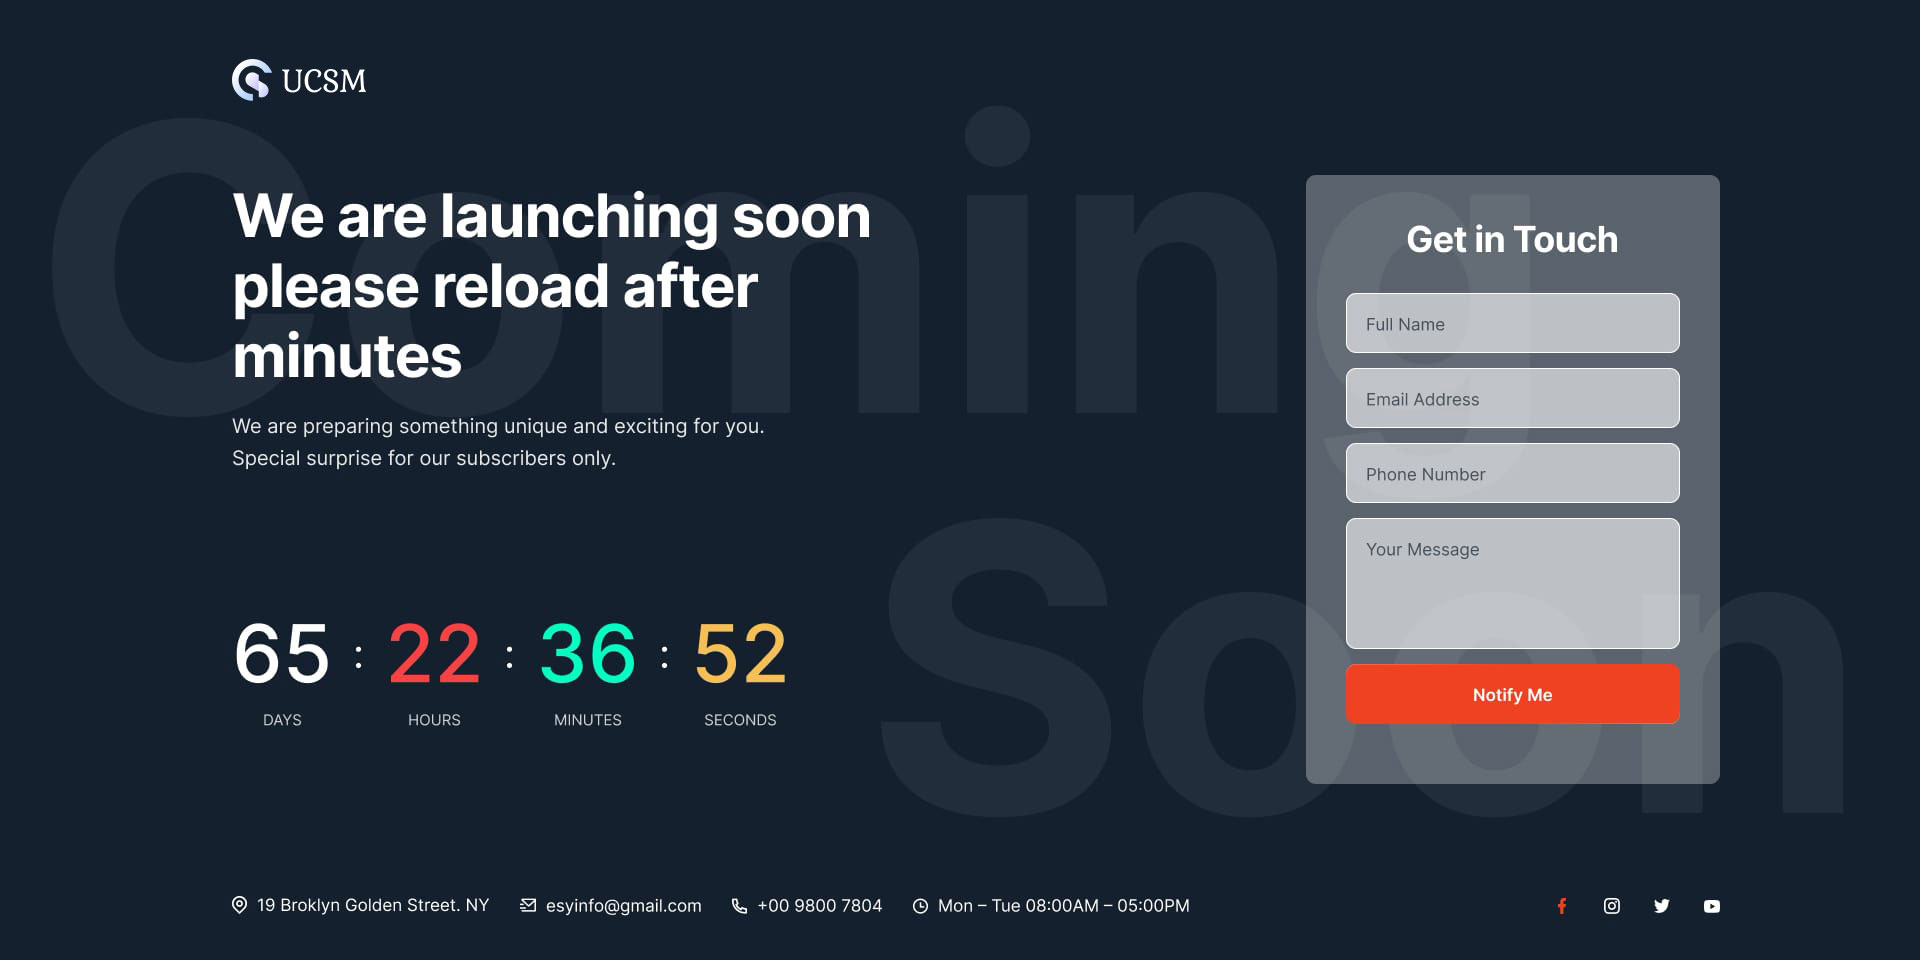 UCSM
Coming
Soon
We are launching soon
please reload after
minutes
We are preparing something unique and exciting for you.
Special surprise for our subscribers only.
65 : 22 : 36 : 52
DAYS HOURS MINUTES SECONDS
Get in Touch
Full Name
Email Address
Phone Number
Your Message
Notify Me
19 Broklyn Golden Street. NY
esyinfo@gmail.com
+00 9800 7804
Mon – Tue 08:00AM – 05:00PM